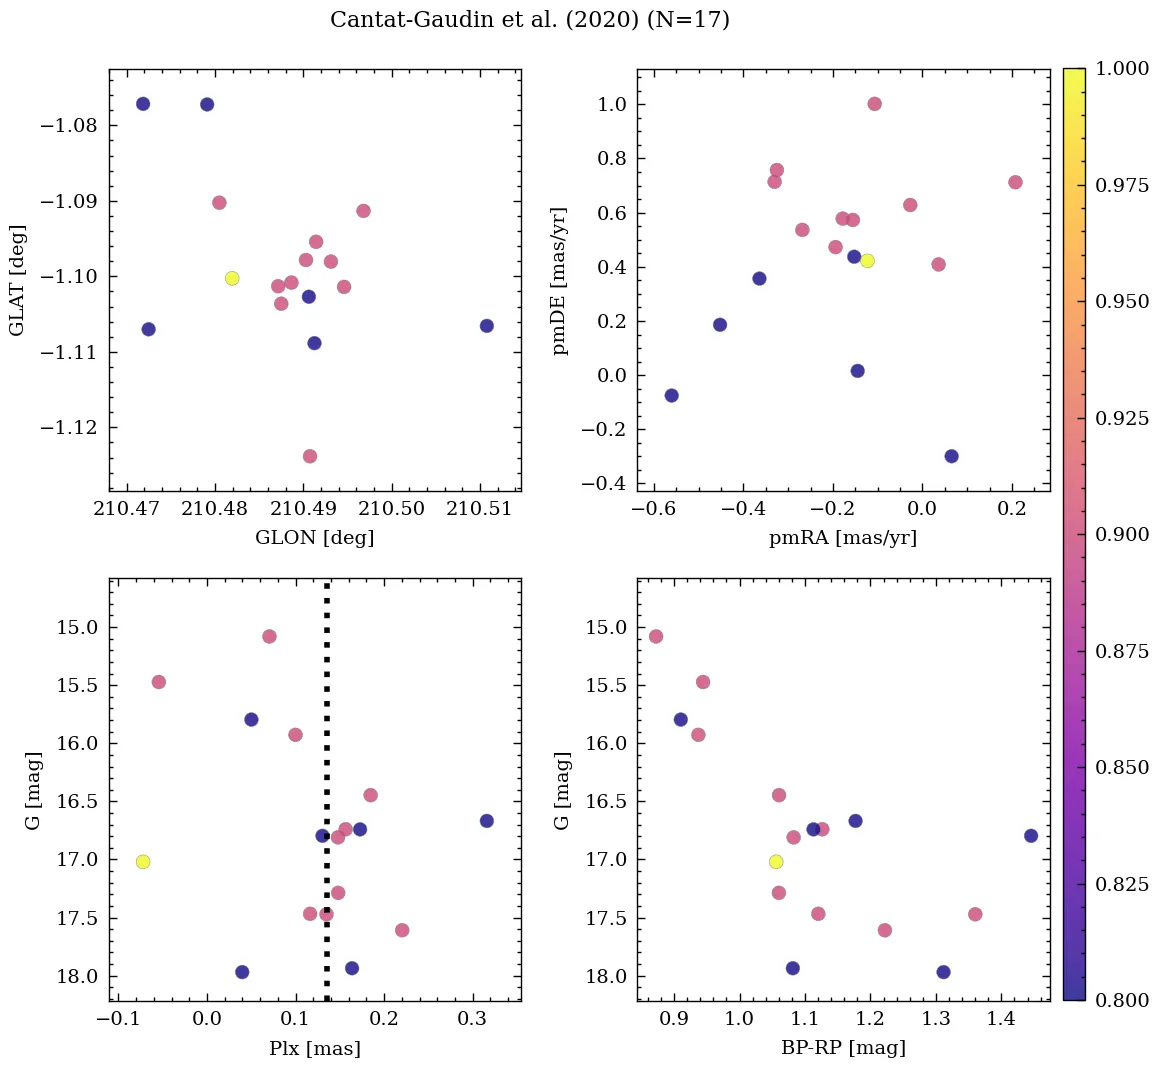 Cantat-Gaudin et al. (2020) (N=17)
−1.08
−1.09
−1.10
−1.11
−1.12
GLAT [deg]
210.47 210.48 210.49 210.50 210.51
GLON [deg]
1.0
0.8
0.6
0.4
0.2
0.0
−0.2
−0.4
pmDE [mas/yr]
−0.6 −0.4 −0.2 0.0 0.2
pmRA [mas/yr]
15.0
15.5
16.0
16.5
17.0
17.5
18.0
G [mag]
−0.1 0.0 0.1 0.2 0.3
Plx [mas]
15.0
15.5
16.0
16.5
17.0
17.5
18.0
G [mag]
0.9 1.0 1.1 1.2 1.3 1.4
BP-RP [mag]
1.000
0.975
0.950
0.925
0.900
0.875
0.850
0.825
0.800